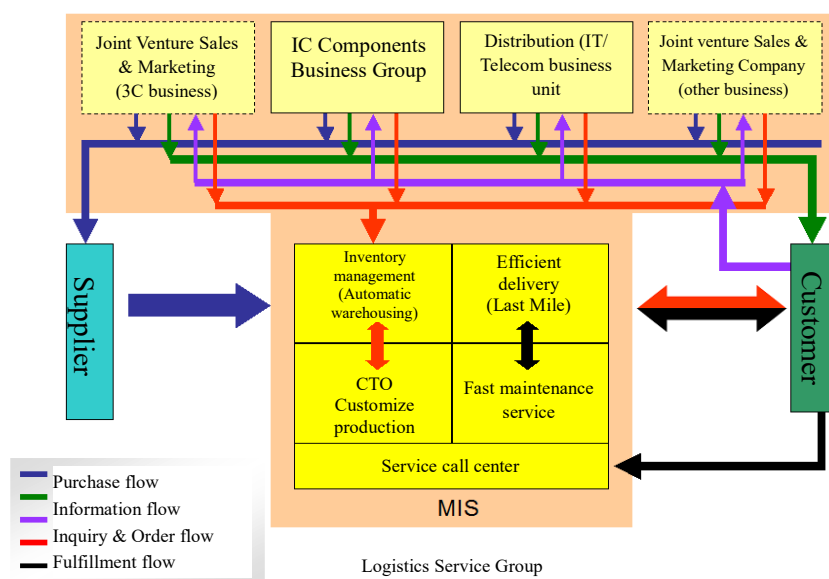 Joint Venture Sales
& Marketing
(3C business)
IC Components
Business Group
Distribution (IT/
Telecom business
unit
Joint venture Sales &
Marketing Company
(other business)
Supplier
Inventory
management
(Automatic
warehousing)
Efficient
delivery
(Last Mile)
CTO
Customize
production
Fast maintenance
service
Service call center
MIS
Customer
Purchase flow
Information flow
Inquiry & Order flow
Fulfillment flow
Logistics Service Group